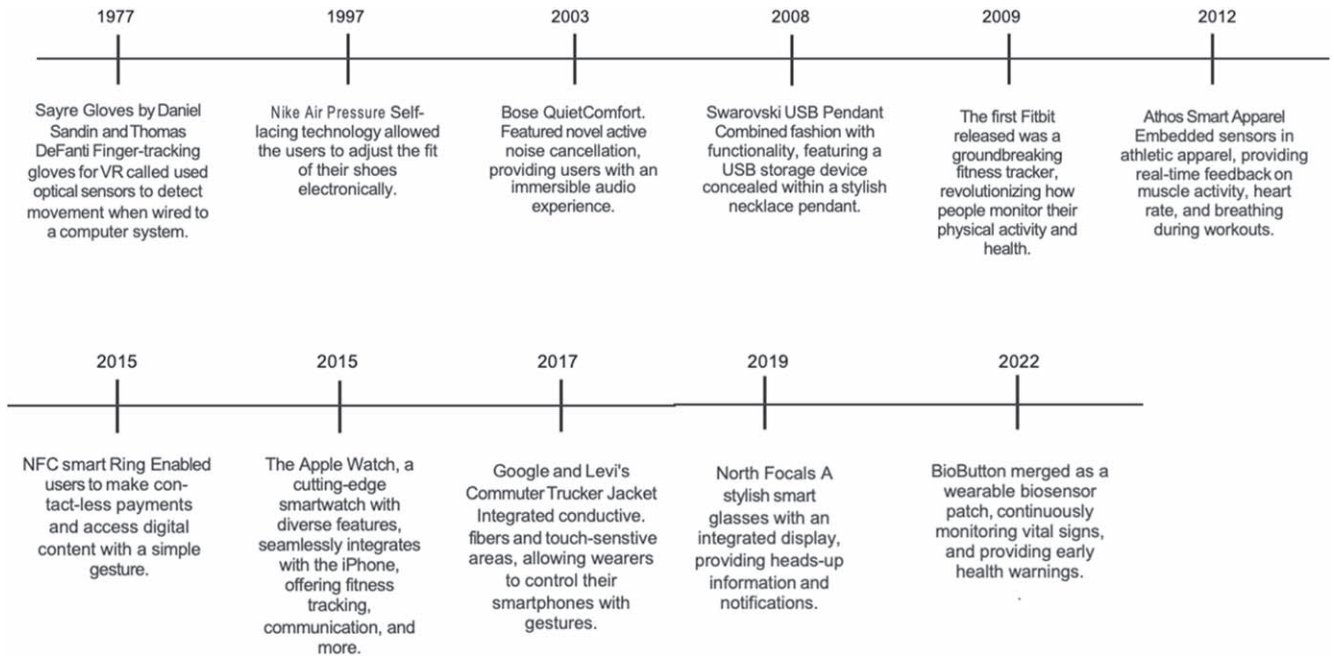 1977
1997
2003
2008
2009
2012
Sayre Gloves by Daniel
Sandin and Thomas
DeFanti Finger-tracking
gloves for VR called used
optical sensors to detect
movement when wired to
a computer system.
Nike Air Pressure Self-
lacing technology allowed
the users to adjust the fit
of their shoes
electronically.
Bose QuietComfort.
Featured novel active
noise cancellation,
providing users with an
immersible audio
experience.
Swarovski USB Pendant
Combined fashion with
functionality, featuring a
USB storage device
concealed within a stylish
necklace pendant.
The first Fitbit
released was a
groundbreaking
fitness tracker,
revolutionizing how
people monitor their
physical activity and
health.
Athos Smart Apparel
Embedded sensors in
athletic apparel, providing
real-time feedback on
muscle activity, heart
rate, and breathing
during workouts.
2015
2015
2017
2019
2022
NFC smart Ring Enabled
users to make con-
tact-less payments
and access digital
content with a simple
gesture.
The Apple Watch, a
cutting-edge
smartwatch with
diverse features,
seamlessly integrates
with the iPhone,
offering fitness
tracking,
communication, and
more.
Google and Levi's
Commuter Trucker Jacket
Integrated conductive.
fibers and touch-senstive
areas, allowing wearers
to control their
smartphones with
gestures.
North Focals A
stylish smart
glasses with an
integrated display,
providing heads-up
information and
notifications.
BioButton merged as a
wearable biosensor
patch, continuously
monitoring vital signs,
and providing early
health warnings.
.